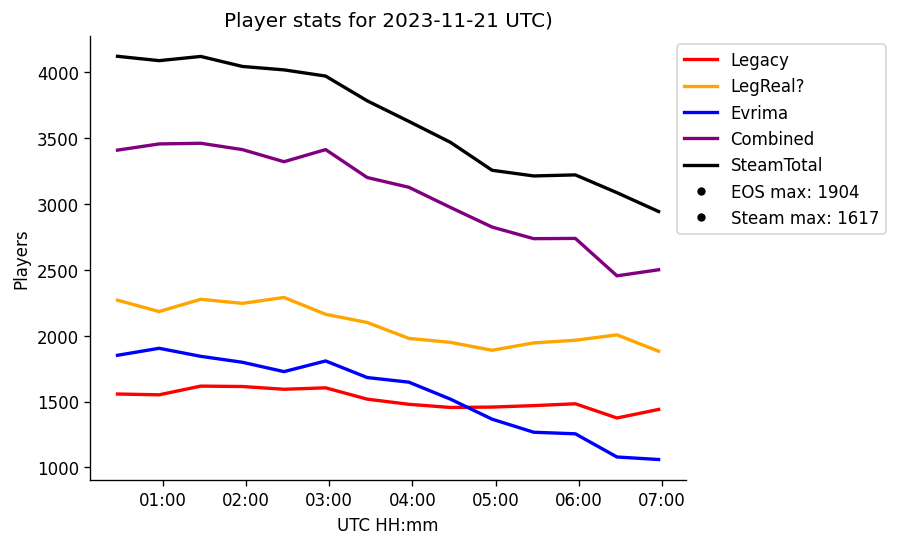 Player stats for 2023-11-21 UTC)
Players
4000
3500
3000
2500
2000
1500
1000
01:00 02:00 03:00 04:00 05:00 06:00 07:00
UTC HH:mm
Legacy
LegReal?
Evrima
Combined
SteamTotal
EOS max: 1904
Steam max: 1617